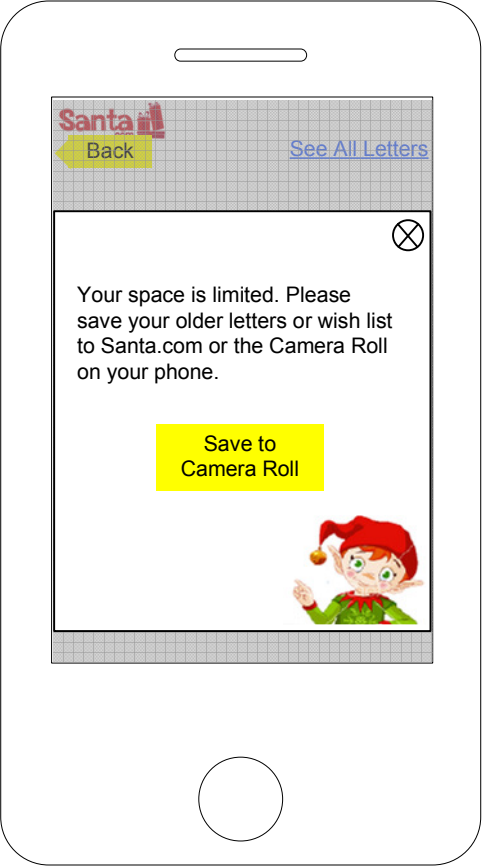 Santa
Back
See All Letters
Your space is limited. Please
save your older letters or wish list
to Santa.com or the Camera Roll
on your phone.
Save to
Camera Roll